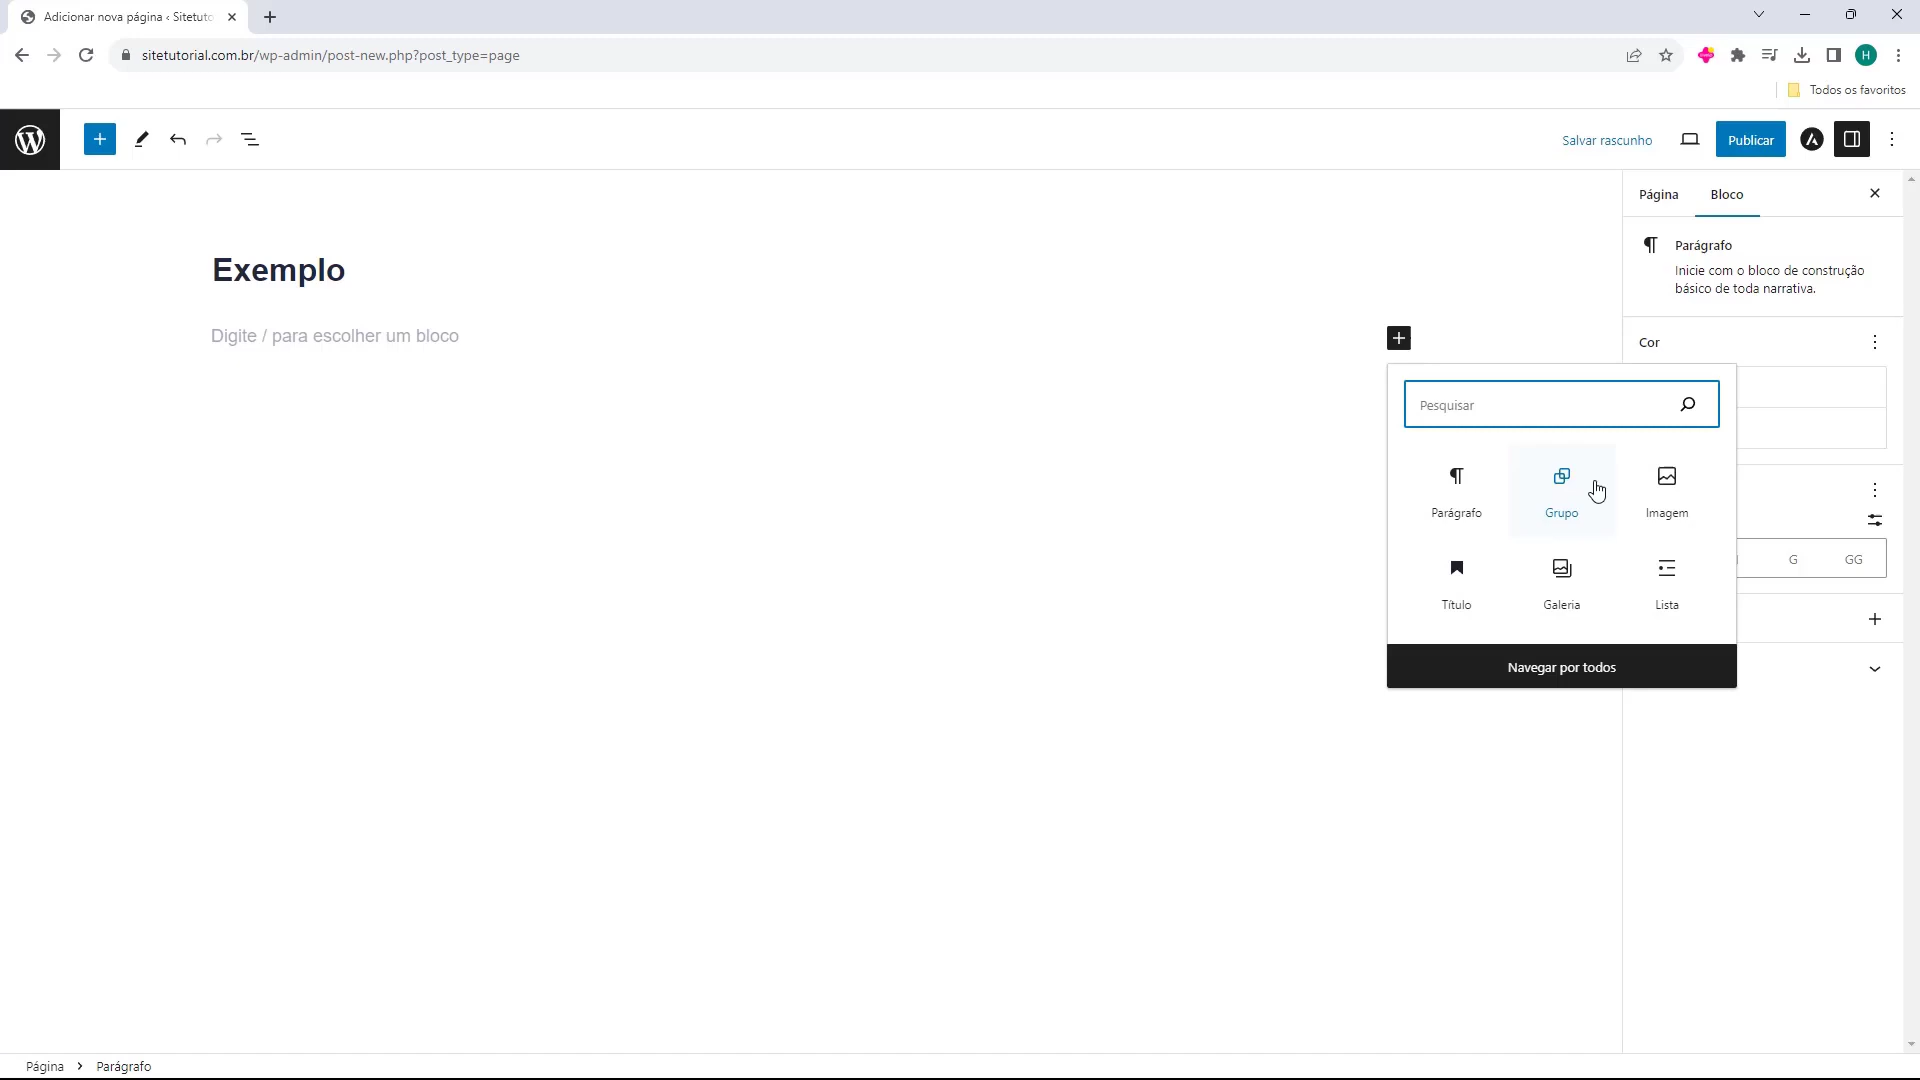 Adicionar nova página ‹ Sitetuto
sitetutorial.com.br/wp-admin/post-new.php?post_type=page
H
Todos os favoritos
Salvar rascunho
Publicar
Página
Bloco
Parágrafo
Inicie com o bloco de construção
básico de toda narrativa.
Exemplo
Digite / para escolher um bloco
Cor
Pesquisar
Parágrafo
Grupo
Imagem
G
GG
Título
Galeria
Lista
Navegar por todos
Página > Parágrafo